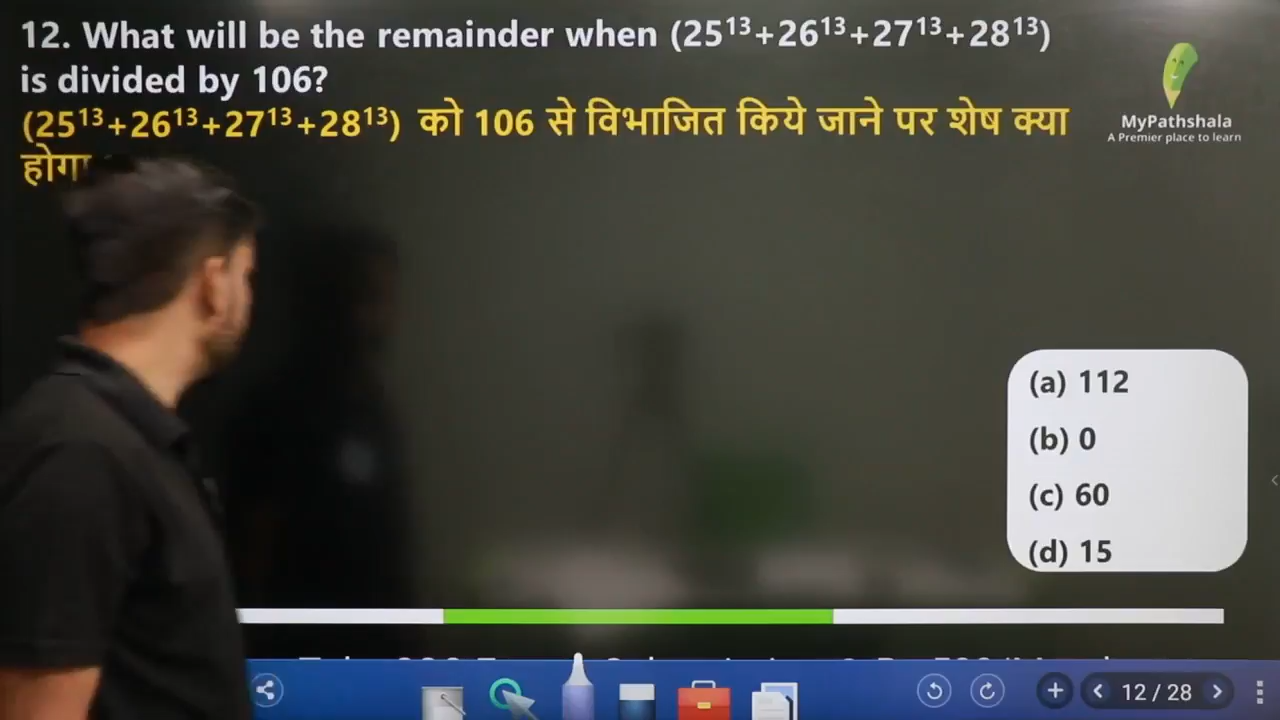 12. What will be the remainder when (25¹³+26¹³+27¹³+28¹³)
is divided by 106?
(25¹³+26¹³+27¹³+28¹³) को 106 से विभाजित किये जाने पर शेष क्या
होगा
MyPathshala
A Premier place to learn
(a) 112
(b) 0
(c) 60
(d) 15
12 / 28